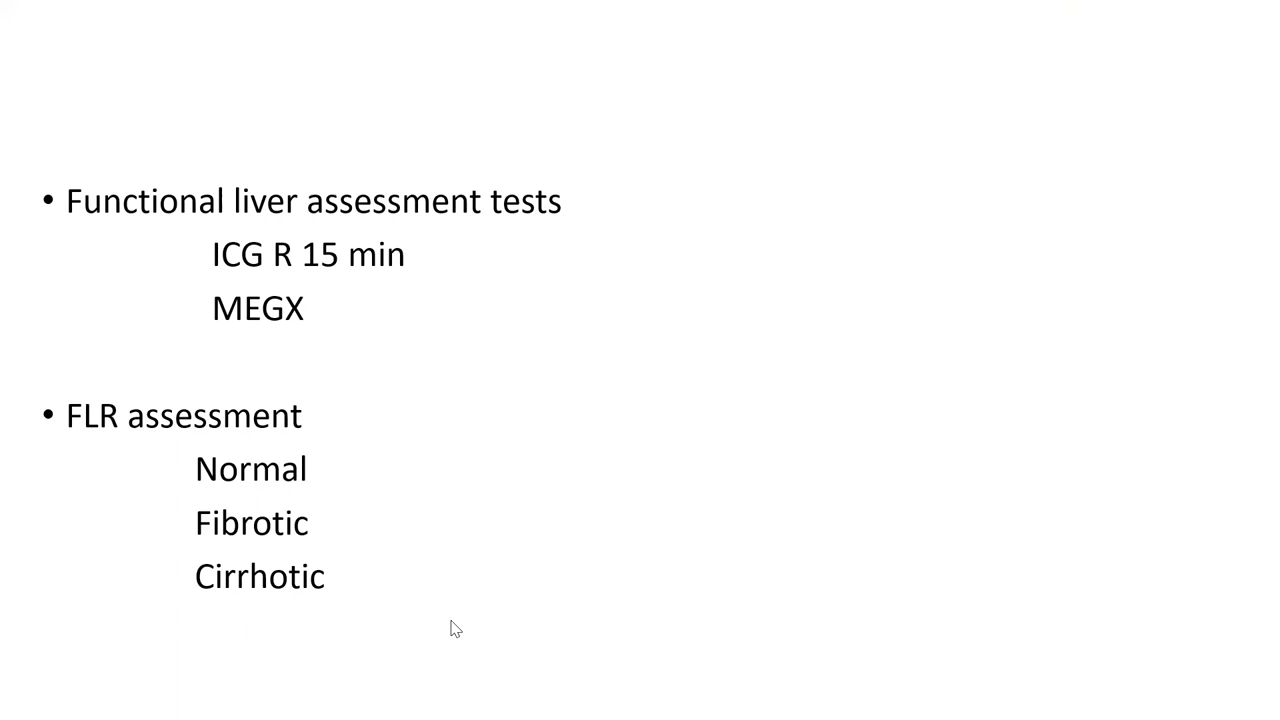 • Functional liver assessment tests
ICG R 15 min
MEGX
• FLR assessment
Normal
Fibrotic
Cirrhotic